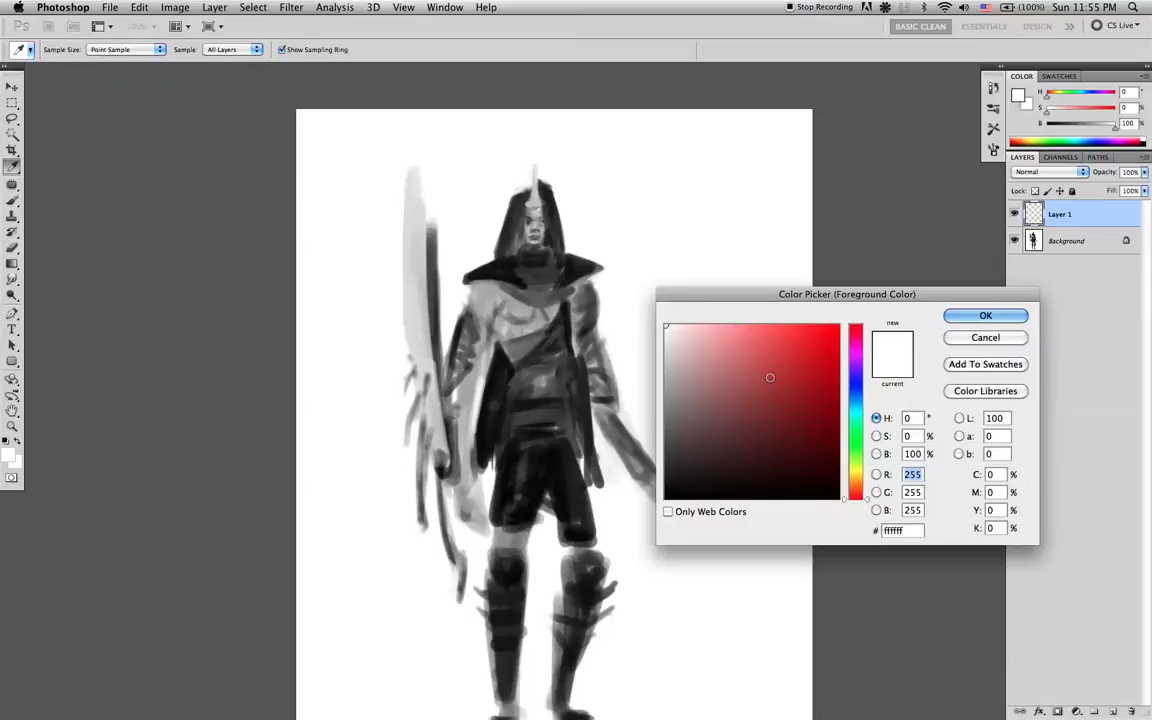 Photoshop File Edit Image Layer Select Filter Analysis 3D View Window Help Stop Recording (100%) Sun 11:55 PM
Ps 100% BASIC CLEAN ESSENTIALS DESIGN CS Live
Sample Size: Point Sample Sample: All Layers Show Sampling Ring
COLOR SWATCHES
H 0 °
S 0 %
B 100 %
LAYERS CHANNELS PATHS
Normal Opacity: 100%
Lock: Fill: 100%
Layer 1
Background
Color Picker (Foreground Color)
new
current
OK
Cancel
Add To Swatches
Color Libraries
H: 0 ° L: 100
S: 0 % a: 0
B: 100 % b: 0
R: 255 C: 0 %
G: 255 M: 0 %
B: 255 Y: 0 %
# ffffff K: 0 %
Only Web Colors